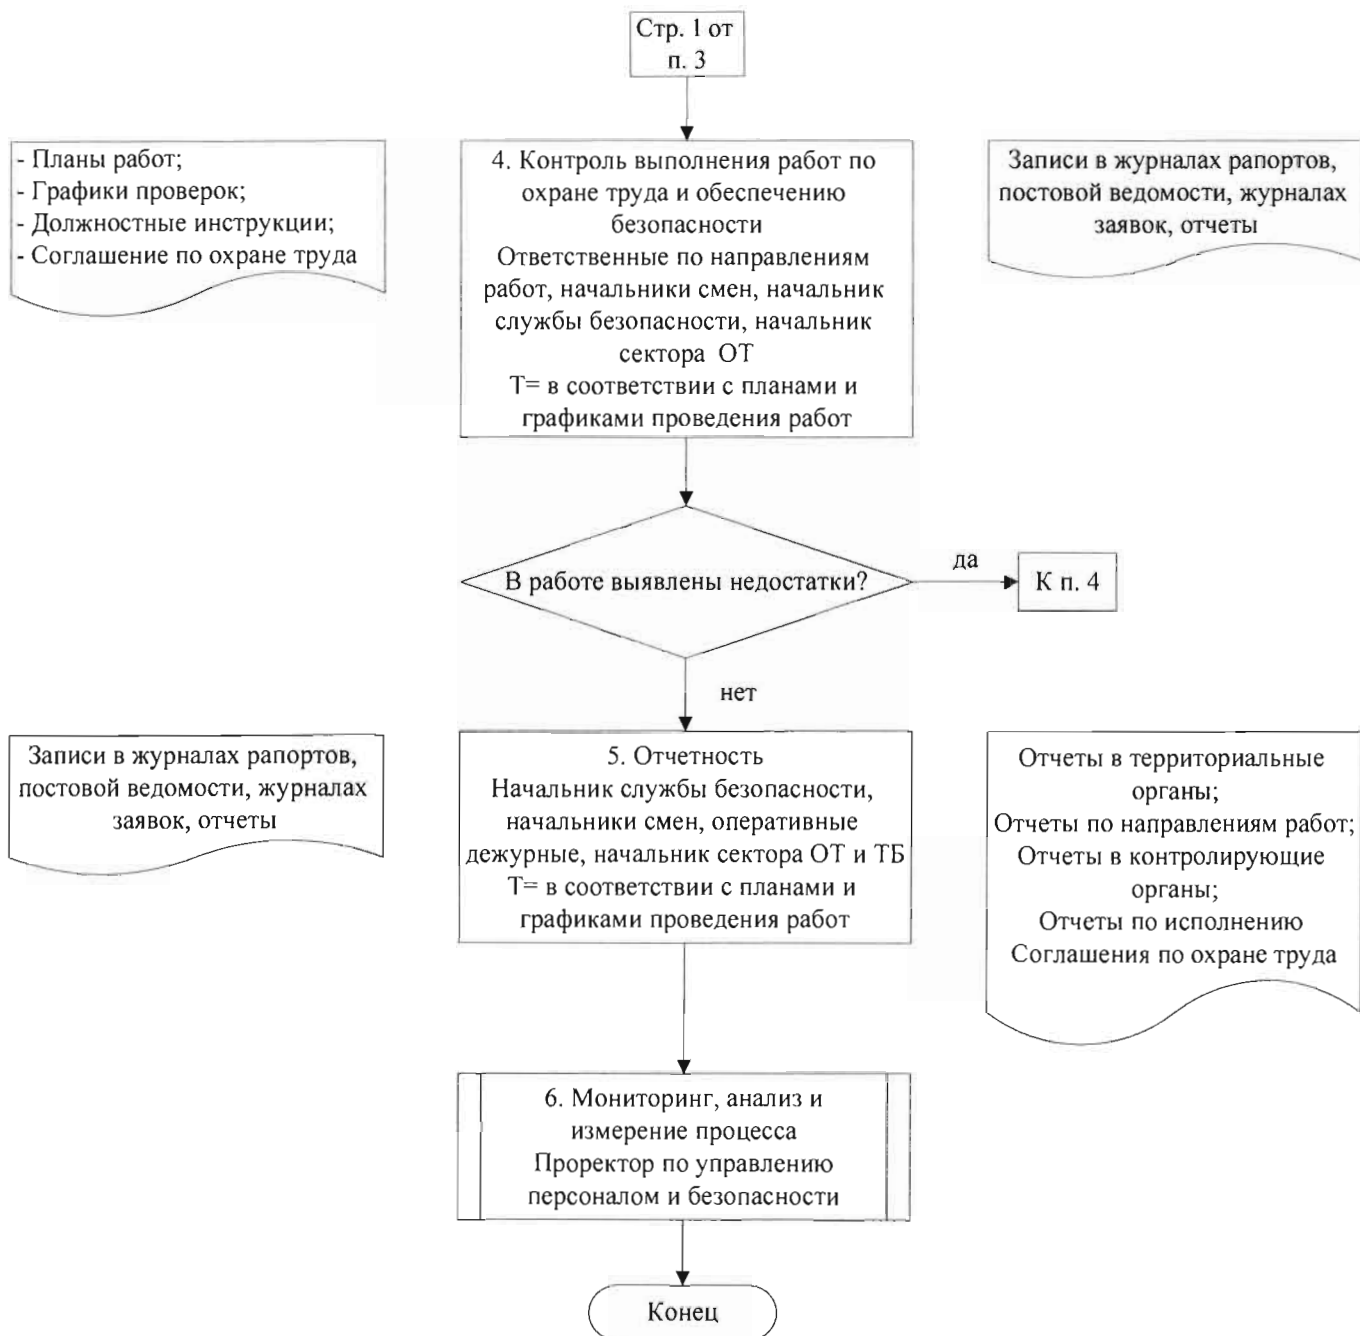 Стр. 1 от
п. 3
- Планы работ;
- Графики проверок;
- Должностные инструкции;
- Соглашение по охране труда
4. Контроль выполнения работ по
охране труда и обеспечению
безопасности
Ответственные по направлениям
работ, начальники смен, начальник
службы безопасности, начальник
сектора ОТ
Т= в соответствии с планами и
графиками проведения работ
Записи в журналах рапортов,
постовой ведомости, журналах
заявок, отчеты
В работе выявлены недостатки?
да
К п. 4
нет
Записи в журналах рапортов,
постовой ведомости, журналах
заявок, отчеты
5. Отчетность
Начальник службы безопасности,
начальники смен, оперативные
дежурные, начальник сектора ОТ и ТБ
Т= в соответствии с планами и
графиками проведения работ
Отчеты в территориальные
органы;
Отчеты по направлениям работ;
Отчеты в контролирующие
органы;
Отчеты по исполнению
Соглашения по охране труда
6. Мониторинг, анализ и
измерение процесса
Проректор по управлению
персоналом и безопасности
Конец